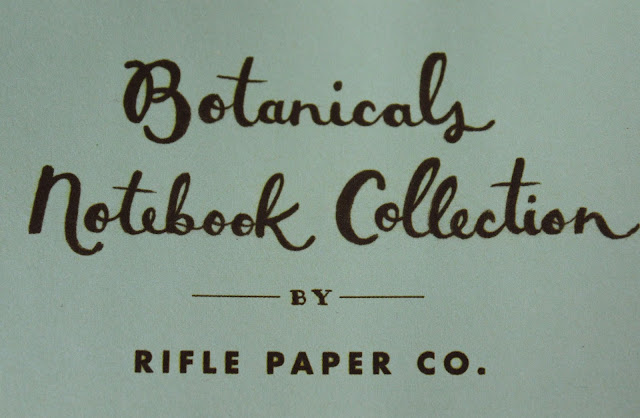 Botanicals
Notebook Collection
BY
RIFLE PAPER CO.